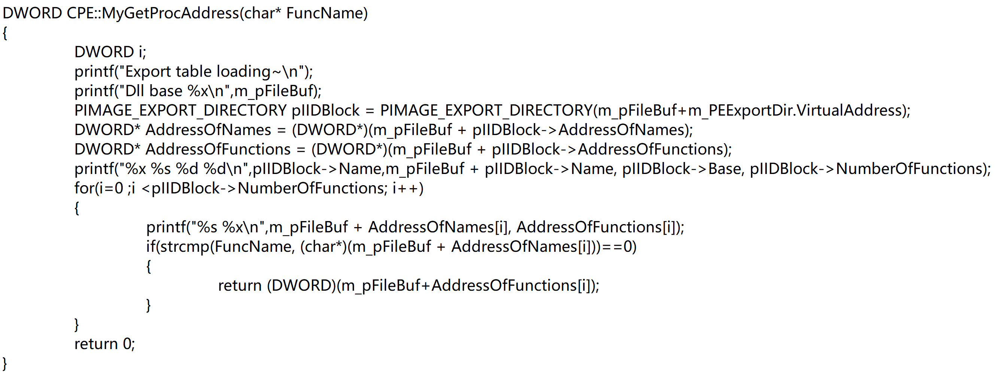 DWORD CPE::MyGetProcAddress(char* FuncName)
{
DWORD i;
printf("Export table loading~\n");
printf("Dll base %x\n",m_pFileBuf);
PIMAGE_EXPORT_DIRECTORY pIIDBlock = PIMAGE_EXPORT_DIRECTORY(m_pFileBuf+m_PEExportDir.VirtualAddress);
DWORD* AddressOfNames = (DWORD*)(m_pFileBuf + pIIDBlock->AddressOfNames);
DWORD* AddressOfFunctions = (DWORD*)(m_pFileBuf + pIIDBlock->AddressOfFunctions);
printf("%x %s %d %d\n",pIIDBlock->Name,m_pFileBuf + pIIDBlock->Name, pIIDBlock->Base, pIIDBlock->NumberOfFunctions);
for(i=0 ;i <pIIDBlock->NumberOfFunctions; i++)
{
printf("%s %x\n",m_pFileBuf + AddressOfNames[i], AddressOfFunctions[i]);
if(strcmp(FuncName, (char*)(m_pFileBuf + AddressOfNames[i]))==0)
{
return (DWORD)(m_pFileBuf+AddressOfFunctions[i]);
}
}
return 0;
}